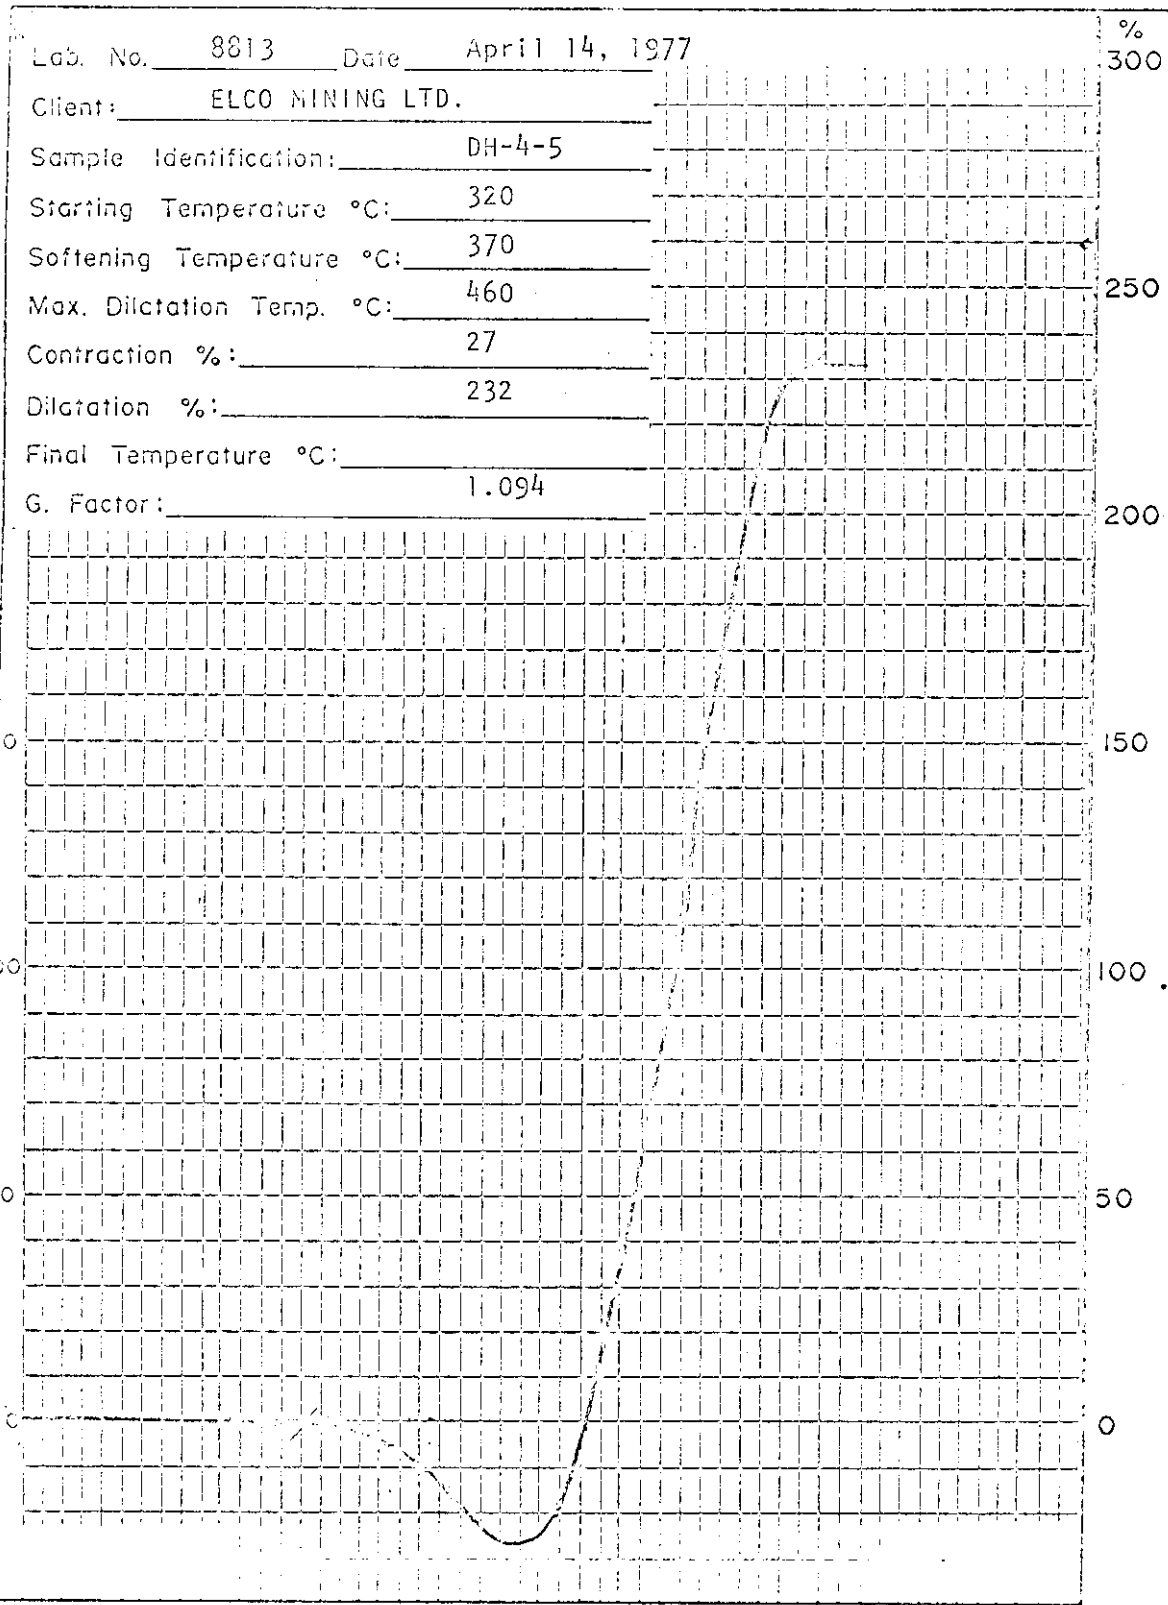 Lab. No. 8813 Date April 14, 1977
Client: ELCO MINING LTD.
Sample Identification: DH-4-5
Starting Temperature °C: 320
Softening Temperature °C: 370
Max. Dilatation Temp. °C: 460
Contraction %: 27
Dilatation %: 232
Final Temperature °C:
G. Factor: 1.094
%
300
250
200
150
100
50
0